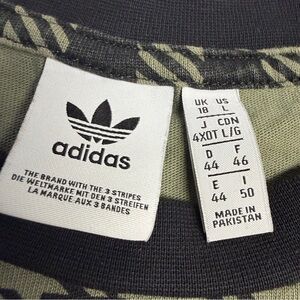 adidas
THE BRAND WITH THE 3 STRIPES
DIE WELTMARKE MIT DEN 3 STREIFEN
LA MARQUE AUX 3 BANDES
UK US
18 L
J CDN
4XOT L/G
D F
44 46
E I
44 50
MADE IN
PAKISTAN